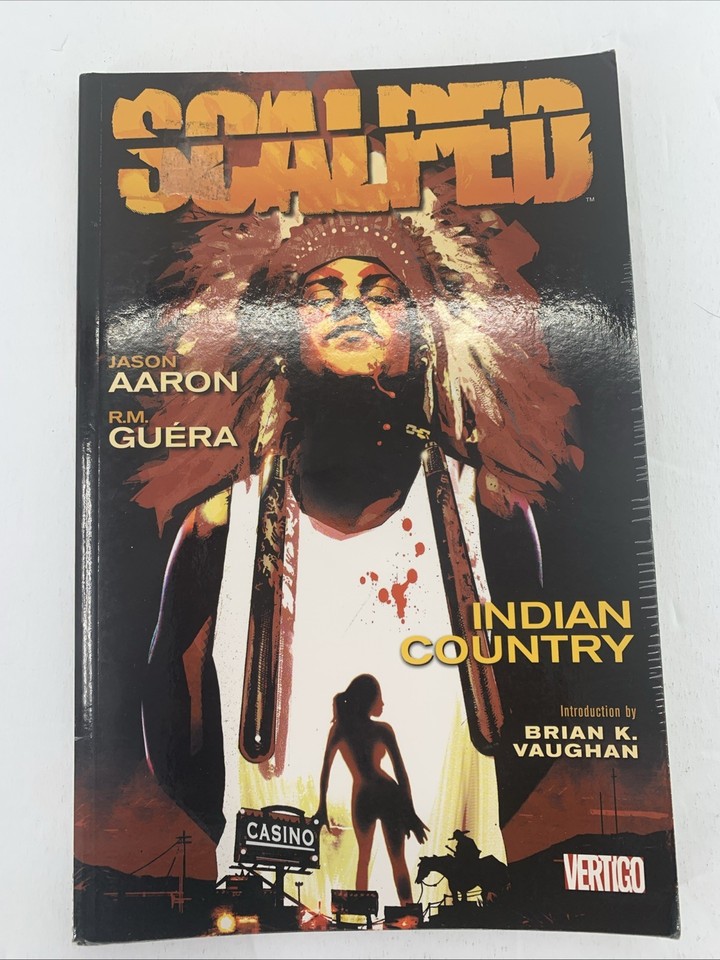 SCALPED
TM
JASON
AARON
R.M.
GUÉRA
INDIAN
COUNTRY
Introduction by
BRIAN K.
VAUGHAN
CASINO
VERTIGO